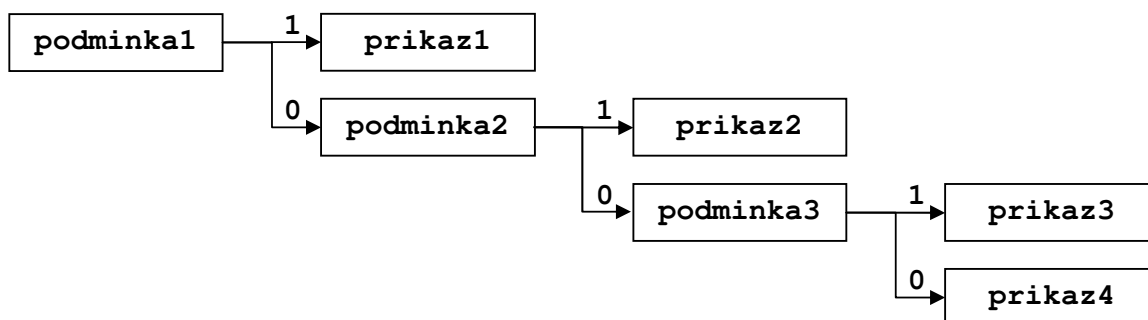 podminka1 1 prikaz1
0 podminka2 1 prikaz2
0 podminka3 1 prikaz3
0 prikaz4